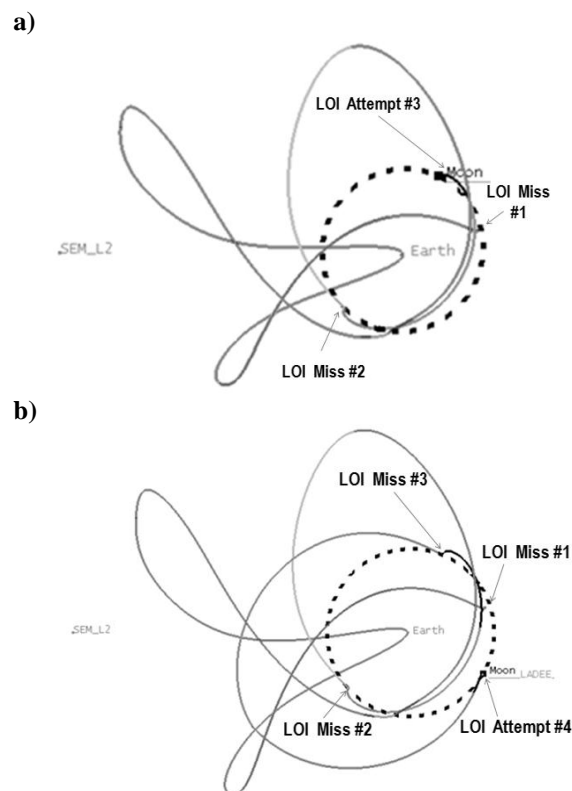 a)
LOI Attempt #3
Moon
LOI Miss
#1
SEM_L2
Earth
LOI Miss #2
b)
LOI Miss #3
LOI Miss #1
SEM_L2
Earth
Moon
LADEE
LOI Miss #2
LOI Attempt #4